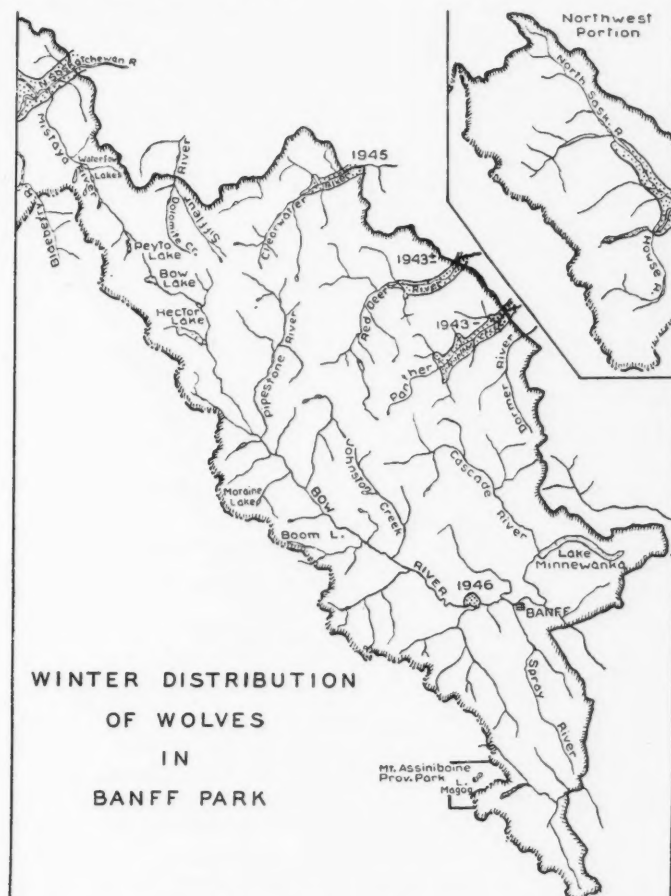 Northwest
Portion
North Sask. R.
Howse R.
N. Saskatchewan R
Mistaya
River
Waterfowl
Lakes
Siffleur
River
Dolomite Cr.
Peyto
Lake
Bow
Lake
Hector
Lake
1945
Clearwater
1943±
Red Deer
River
1943-
Panther
Dormer River
Pipestone River
Johnston
Creek
Cascade
River
Moraine
Lake
Boom L.
BOW
RIVER
1946
BANFF
Lake
Minnewanka
Spray
River
WINTER DISTRIBUTION
OF WOLVES
IN
BANFF PARK
Mt. Assiniboine
Prov. Park
L.
Magog